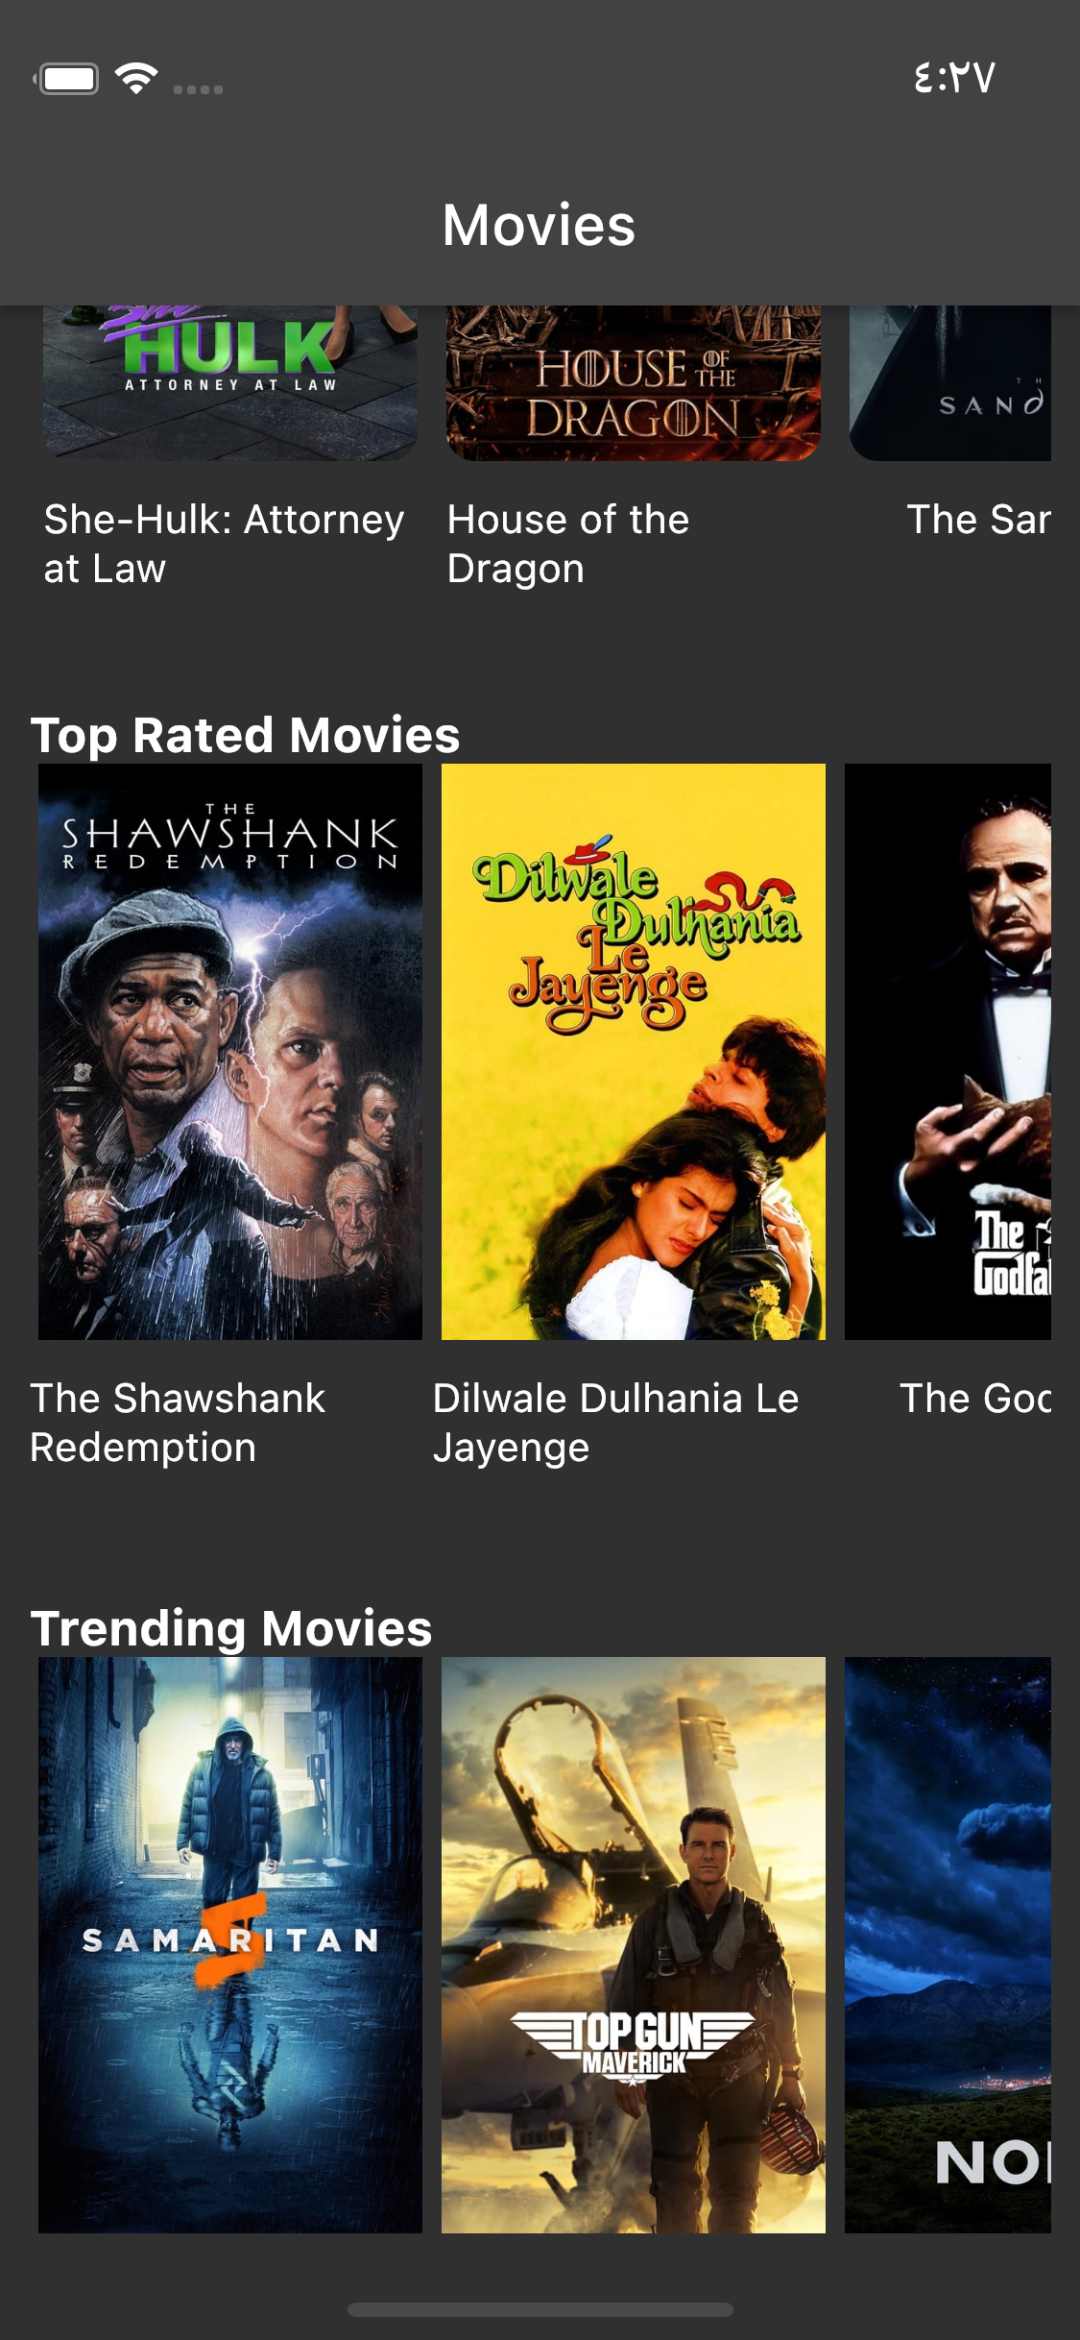 ٤:٢٧
Movies
She
HULK
ATTORNEY AT LAW
HOUSE OF THE
DRAGON
TH
SAND
She-Hulk: Attorney
at Law
House of the
Dragon
The Sar
Top Rated Movies
THE
SHAWSHANK
REDEMPTION
Dilwale
Dulhania
Le
Jayenge
The
Godfa
The Shawshank
Redemption
Dilwale Dulhania Le
Jayenge
The Goc
Trending Movies
SAMARITAN
TOP GUN
MAVERICK
NO